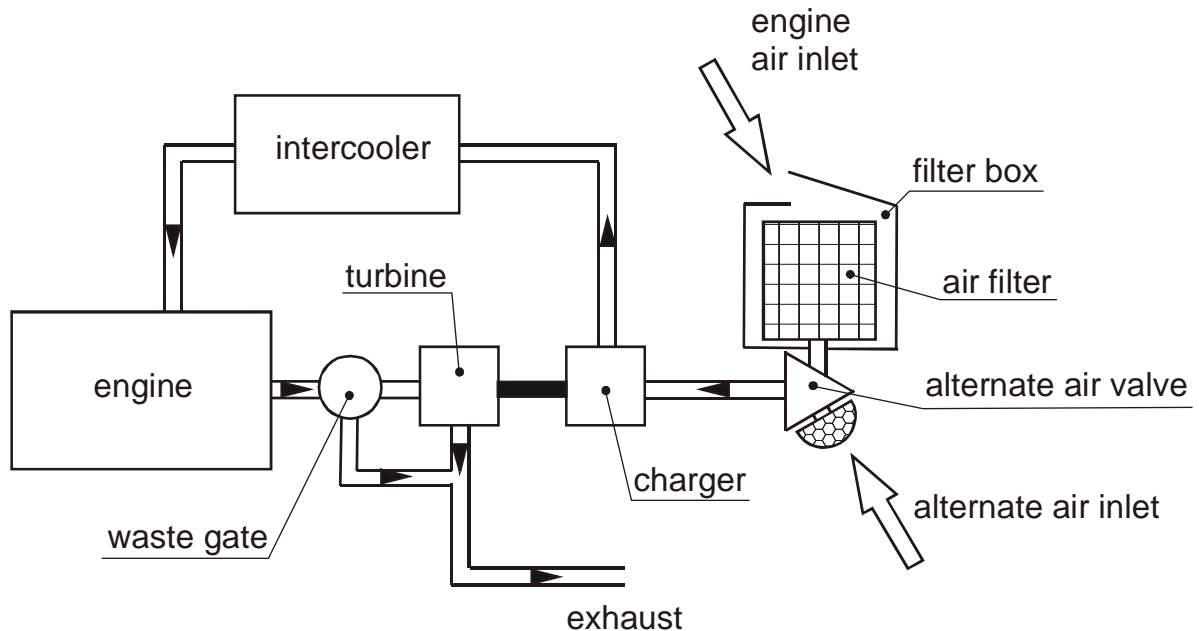 engine
air inlet
intercooler
filter box
turbine
air filter
engine
alternate air valve
charger
alternate air inlet
waste gate
exhaust